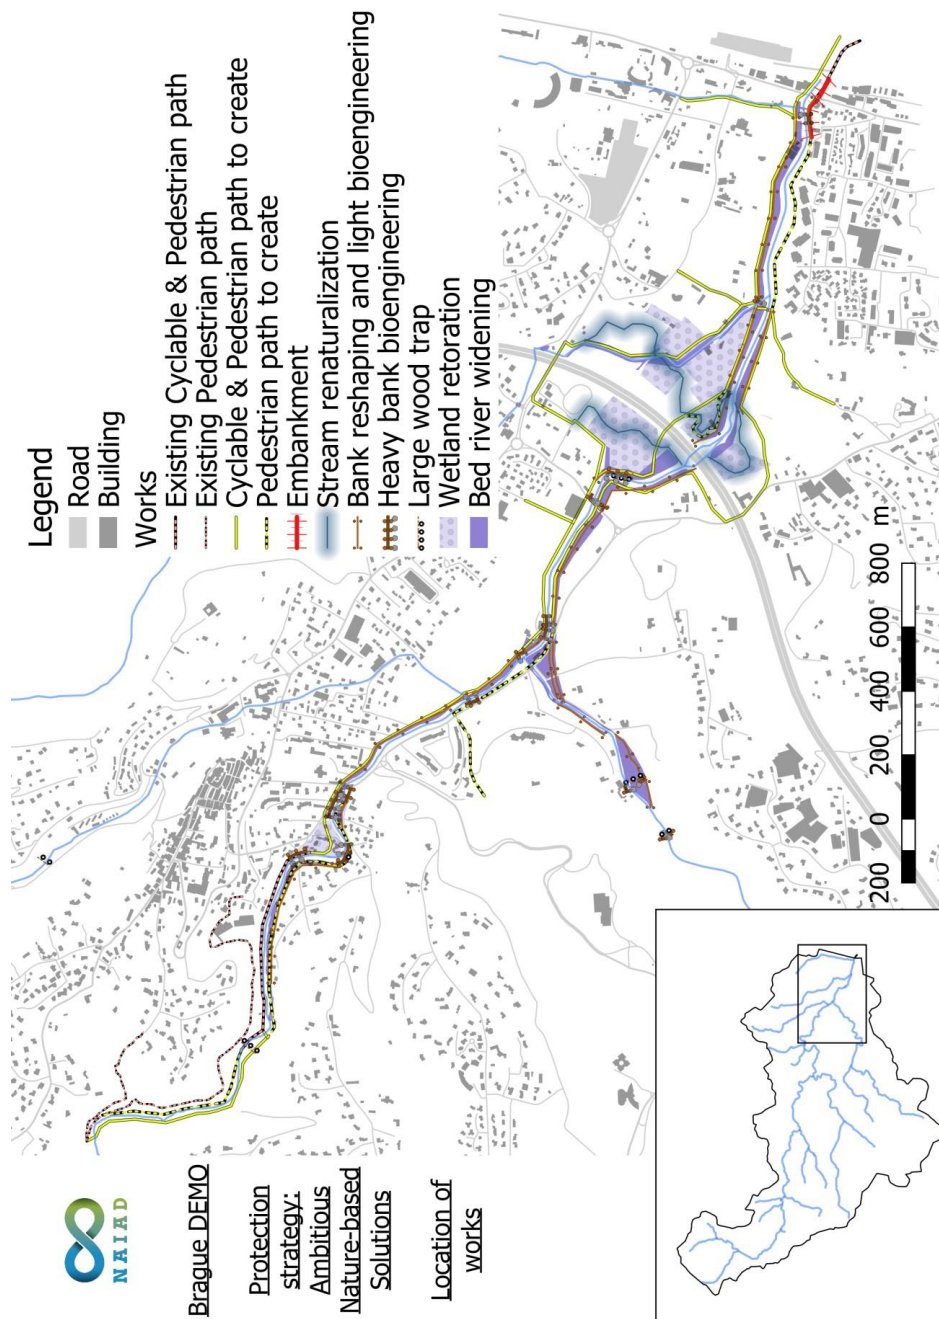 NAIAD
Brague DEMO
Protection
strategy:
Ambitious
Nature-based
Solutions
Location of
works
Legend
Road
Building
Works
Existing Cyclable & Pedestrian path
Existing Pedestrian path
Cyclable & Pedestrian path to create
Pedestrian path to create
Embankment
Stream renaturalization
Bank reshaping and light bioengineering
Heavy bank bioengineering
Large wood trap
Wetland retoration
Bed river widening
200 0 200 400 600 800 m